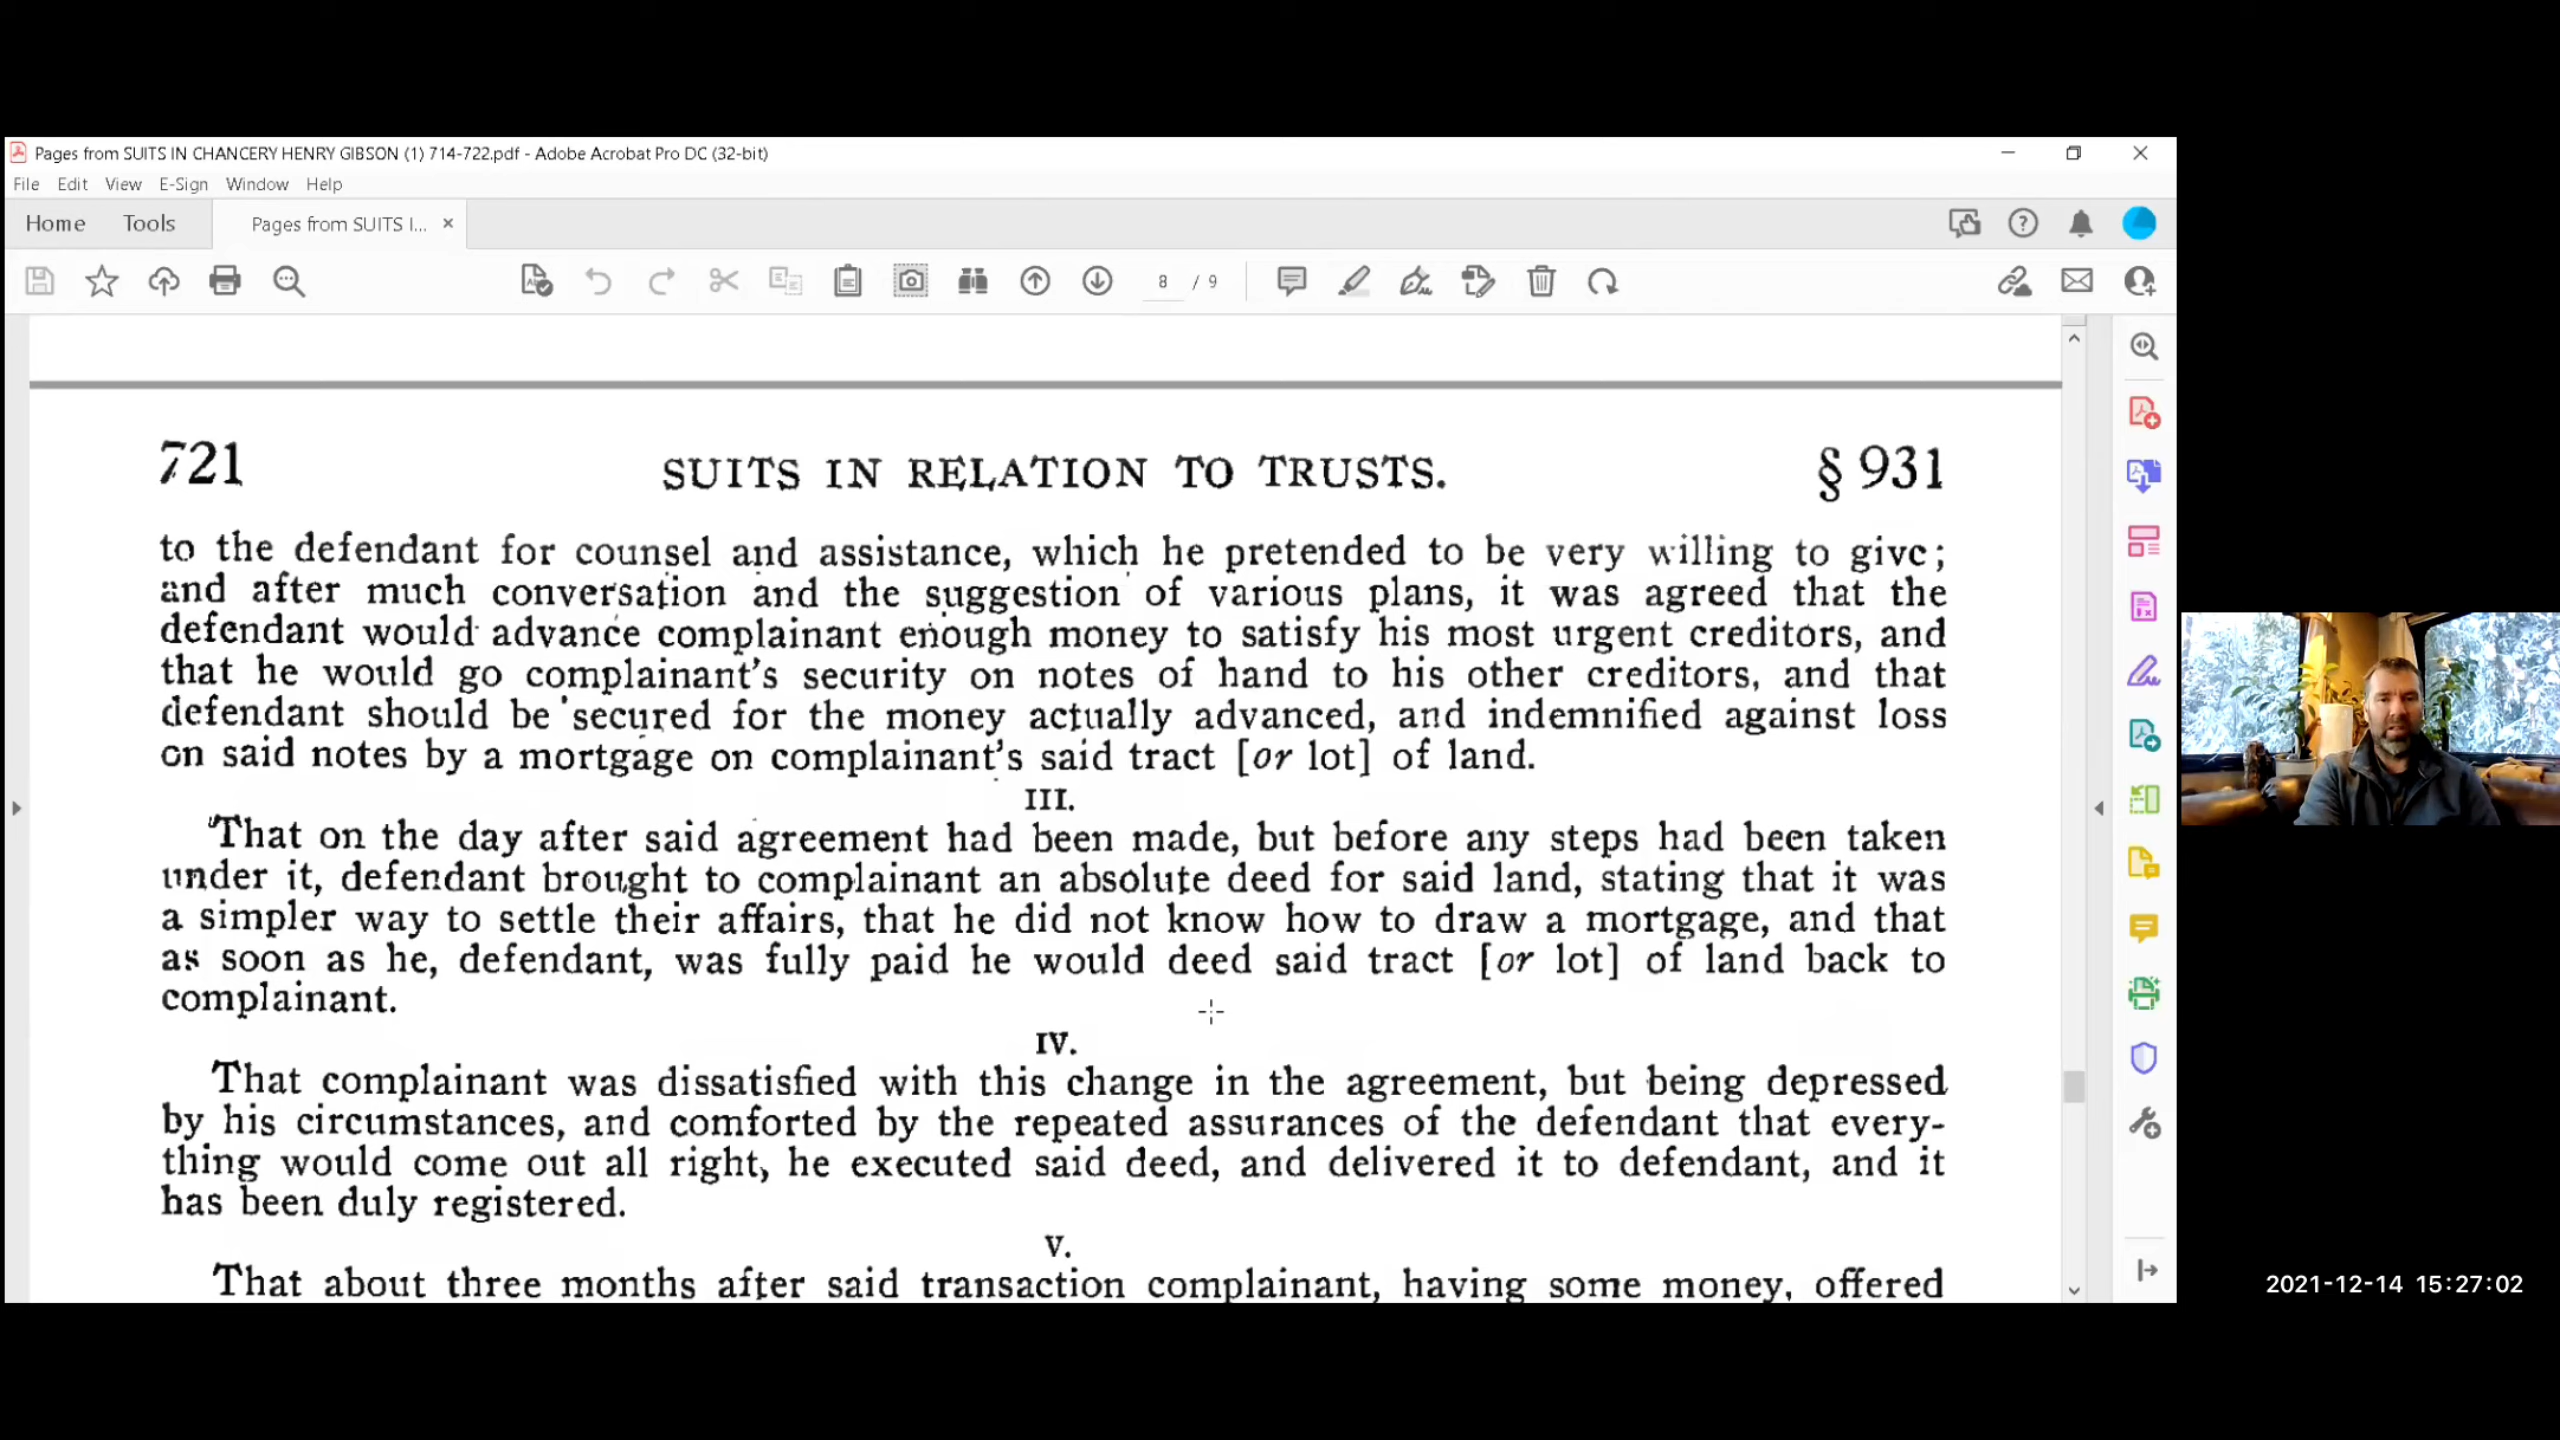 Pages from SUITS IN CHANCERY HENRY GIBSON (1) 714-722.pdf - Adobe Acrobat Pro DC (32-bit)
File Edit View E-Sign Window Help
Home Tools Pages from SUITS I... ×
8 / 9
721 SUITS IN RELATION TO TRUSTS. § 931
to the defendant for counsel and assistance, which he pretended to be very willing to give;
and after much conversation and the suggestion of various plans, it was agreed that the
defendant would advance complainant enough money to satisfy his most urgent creditors, and
that he would go complainant's security on notes of hand to his other creditors, and that
defendant should be secured for the money actually advanced, and indemnified against loss
on said notes by a mortgage on complainant's said tract [or lot] of land.
III.
That on the day after said agreement had been made, but before any steps had been taken
under it, defendant brought to complainant an absolute deed for said land, stating that it was
a simpler way to settle their affairs, that he did not know how to draw a mortgage, and that
as soon as he, defendant, was fully paid he would deed said tract [or lot] of land back to
complainant.
IV.
That complainant was dissatisfied with this change in the agreement, but being depressed
by his circumstances, and comforted by the repeated assurances of the defendant that every-
thing would come out all right, he executed said deed, and delivered it to defendant, and it
has been duly registered.
V.
That about three months after said transaction complainant, having some money, offered
2021-12-14 15:27:02